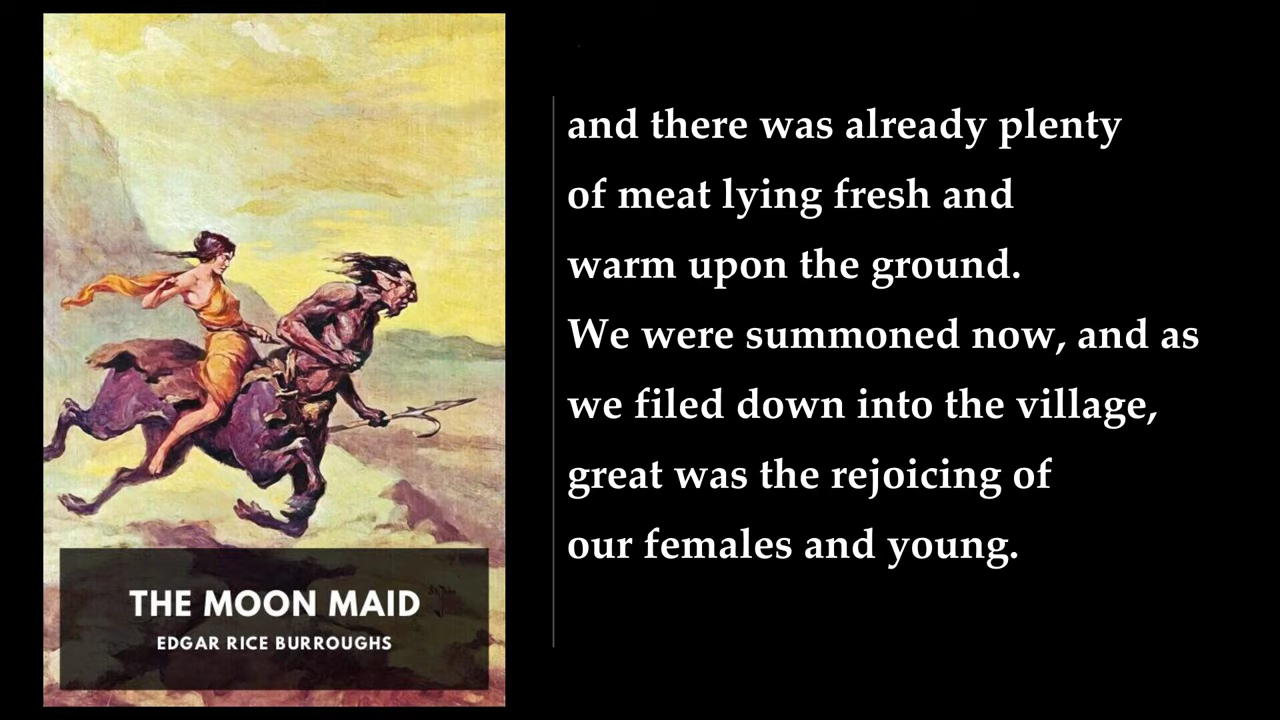 and there was already plenty
of meat lying fresh and
warm upon the ground.
We were summoned now, and as
we filed down into the village,
great was the rejoicing of
our females and young.
THE MOON MAID
EDGAR RICE BURROUGHS